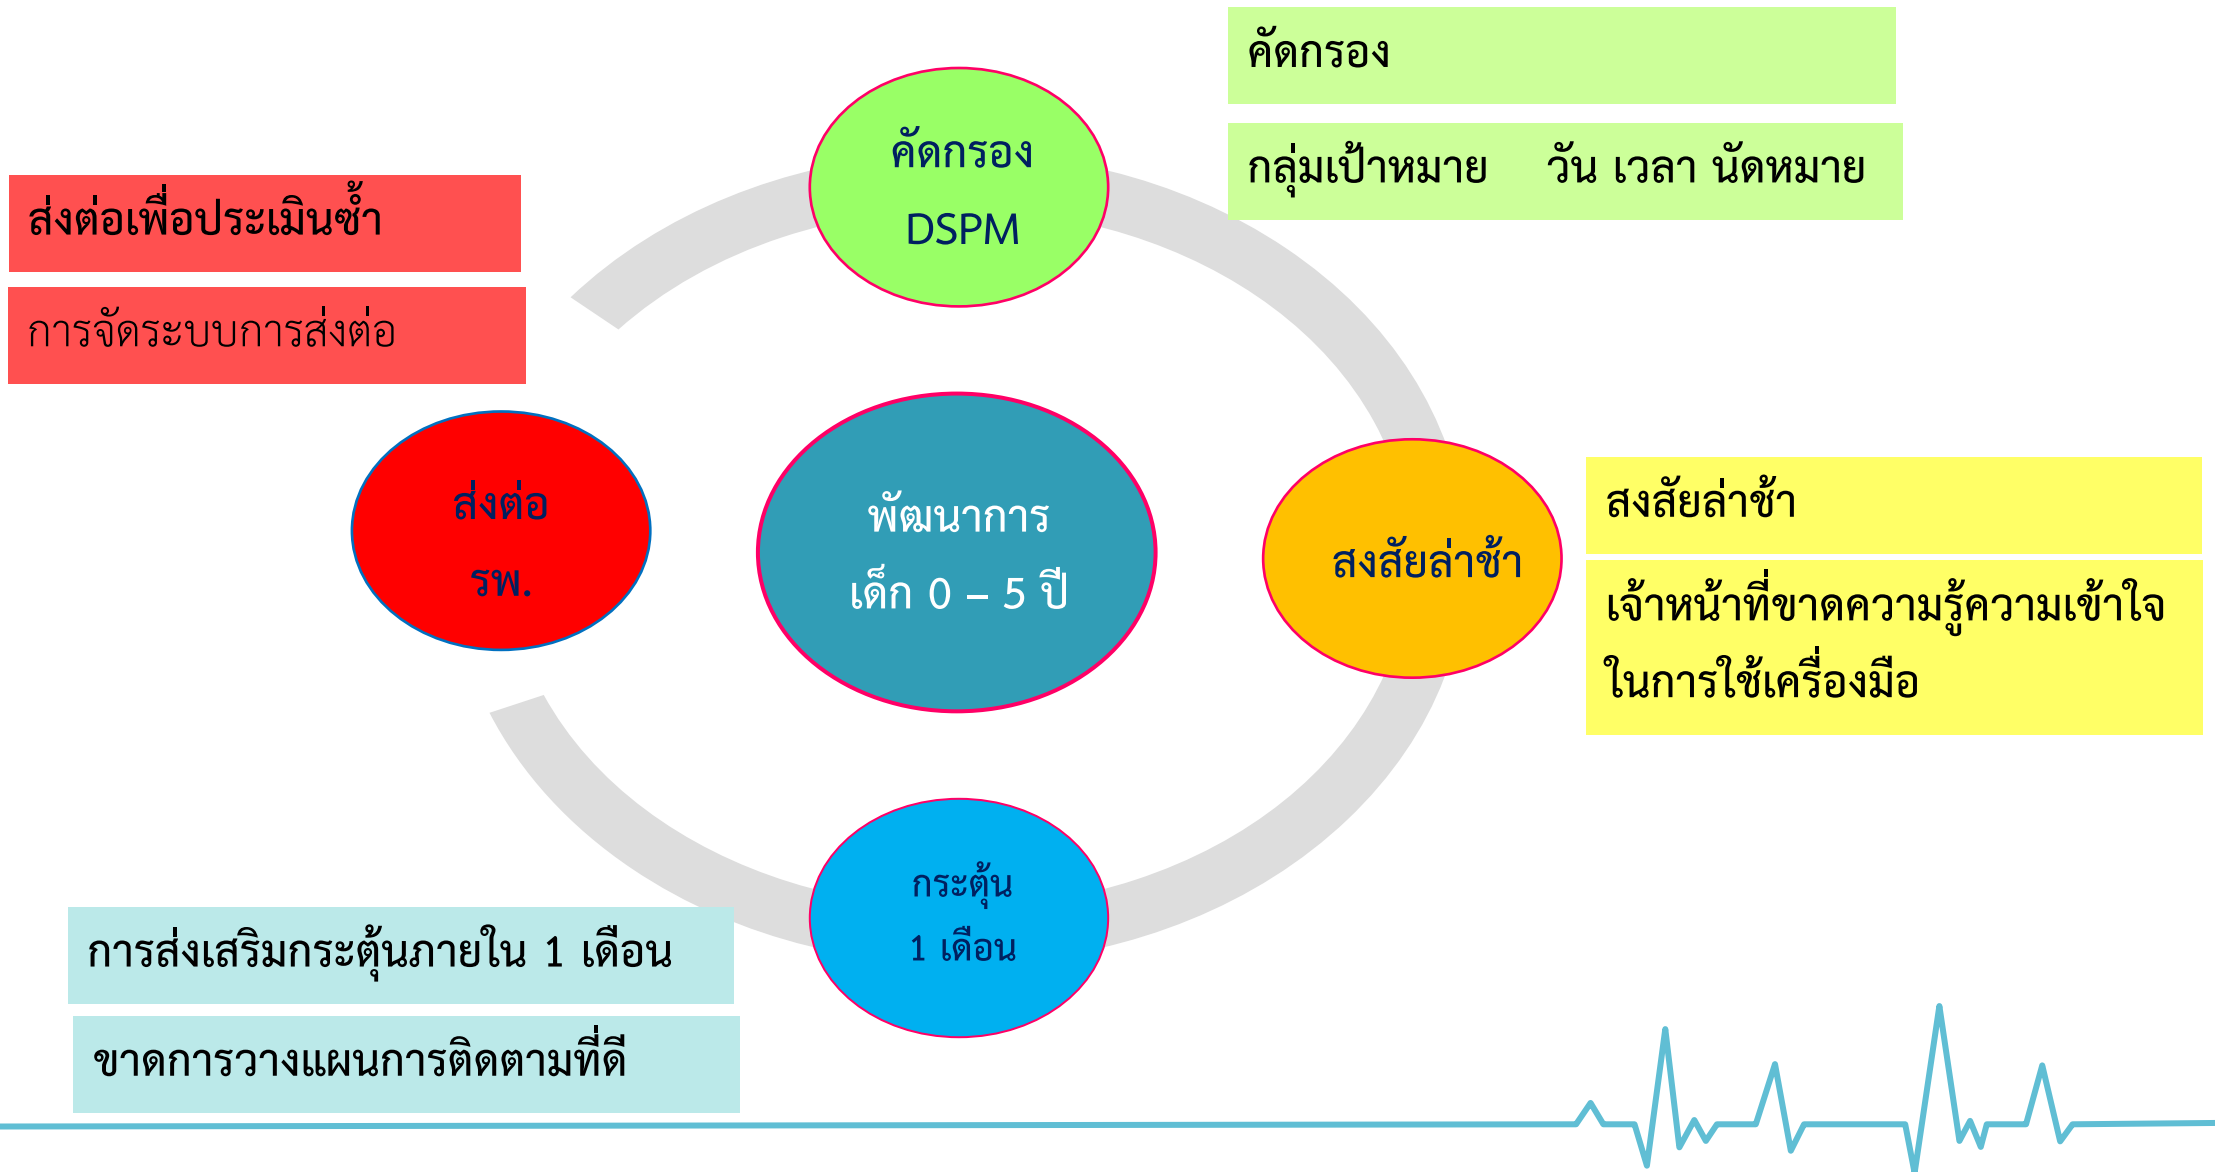 คัดกรอง
กลุ่มเป้าหมาย วัน เวลา นัดหมาย
คัดกรอง
DSPM
ส่งต่อเพื่อประเมินซ้ำ
การจัดระบบการส่งต่อ
ส่งต่อ
รพ.
พัฒนาการ
เด็ก 0 – 5 ปี
สงสัยล่าช้า
สงสัยล่าช้า
เจ้าหน้าที่ขาดความรู้ความเข้าใจ
ในการใช้เครื่องมือ
กระตุ้น
1 เดือน
การส่งเสริมกระตุ้นภายใน 1 เดือน
ขาดการวางแผนการติดตามที่ดี